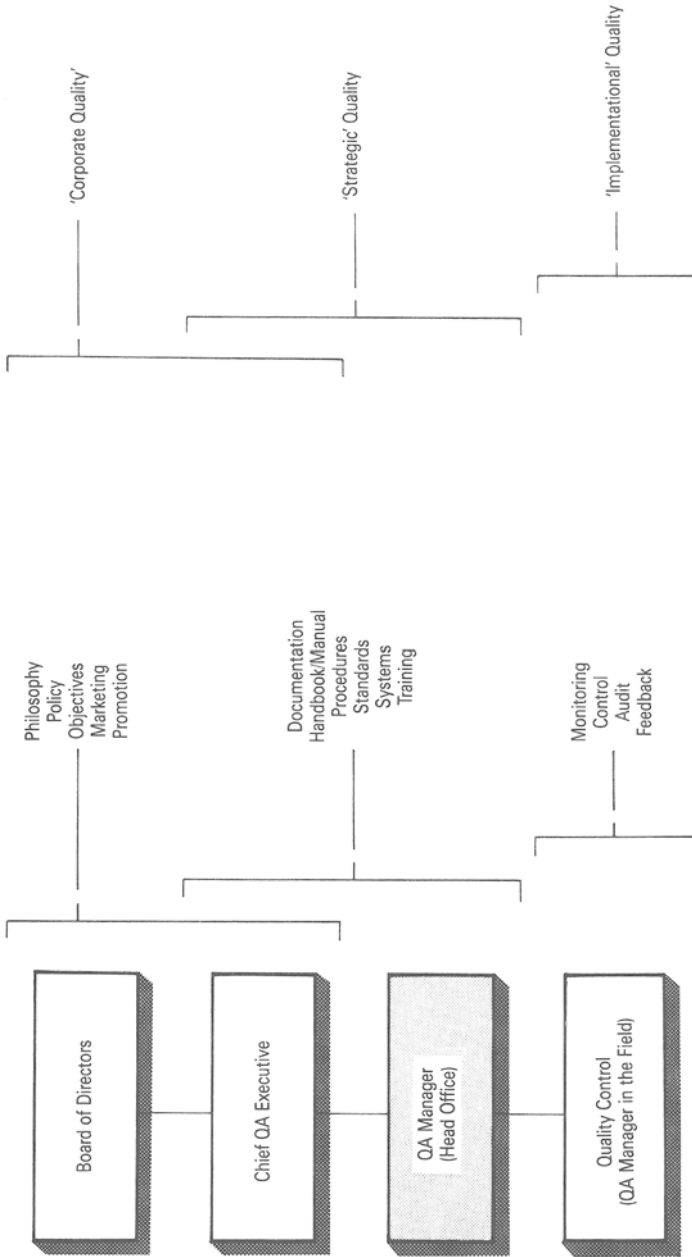 Board of Directors
Chief QA Executive
QA Manager
(Head Office)
Quality Control
(QA Manager in the Field)
Philosophy
Policy
Objectives
Marketing
Promotion
Documentation
Handbook/Manual
Procedures
Standards
Systems
Training
Monitoring
Control
Audit
Feedback
'Corporate Quality'
'Strategic' Quality
'Implementational' Quality